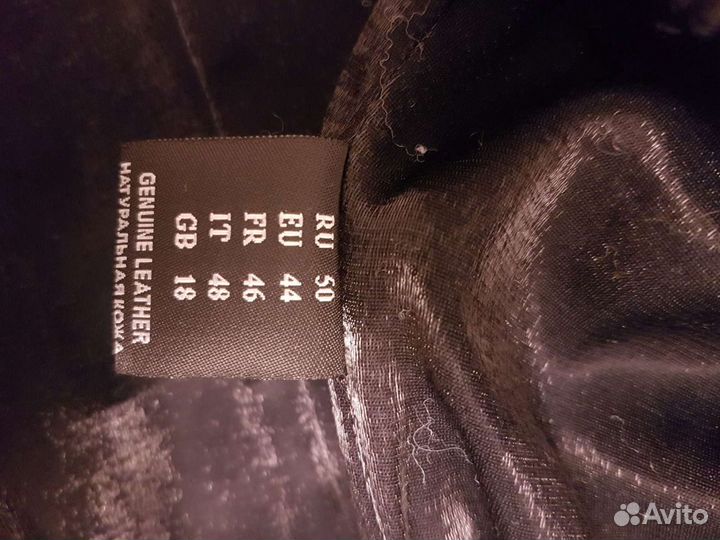 RU 50
EU 44
FR 46
IT 48
GB 18
GENUINE LEATHER
НАТУРАЛЬНАЯ КОЖА
Avito